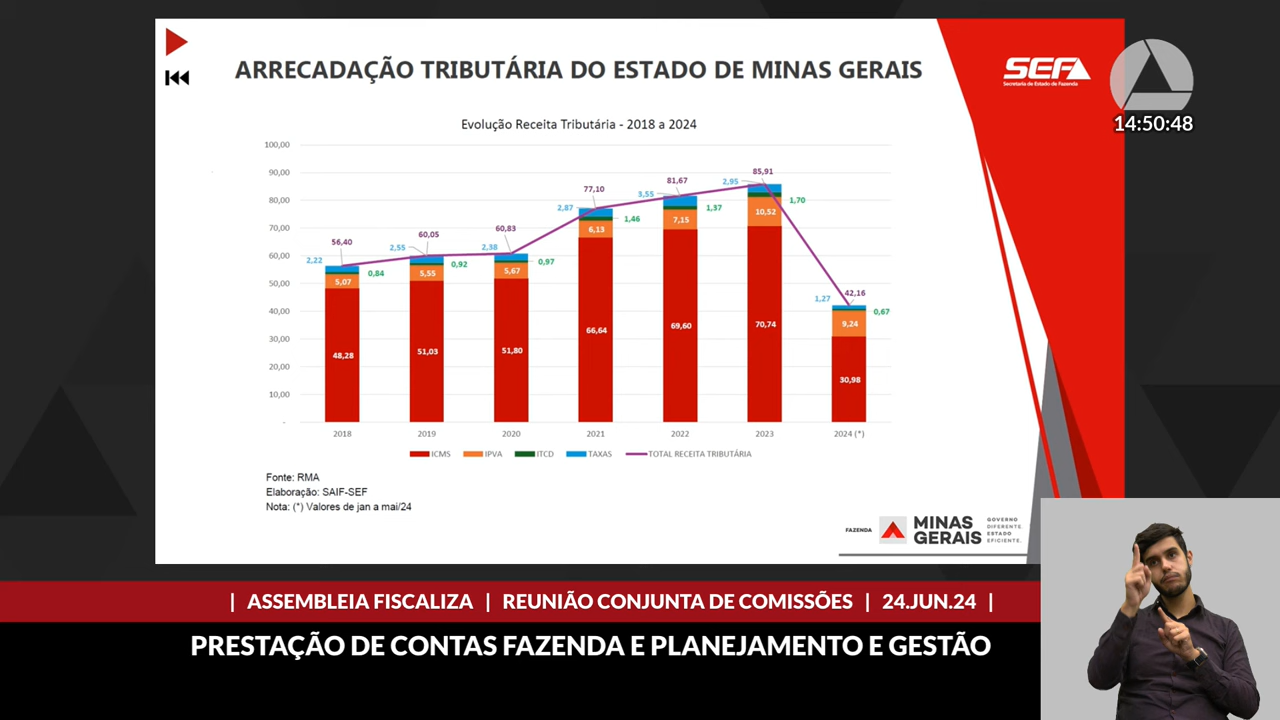 ARRECADAÇÃO TRIBUTÁRIA DO ESTADO DE MINAS GERAIS
SEF
Secretaria de Estado de Fazenda
14:50:48
Evolução Receita Tributária - 2018 a 2024
100,00
90,00
80,00
70,00
60,00
50,00
40,00
30,00
20,00
10,00
-
56,40
2,22
0,84
5,07
48,28
60,05
2,55
0,92
5,55
51,03
60,83
2,38
0,97
5,67
51,80
77,10
2,87
1,46
6,13
66,64
81,67
3,55
1,37
7,15
69,60
85,91
2,95
1,70
10,52
70,74
42,16
1,27
0,67
9,24
30,98
2018 2019 2020 2021 2022 2023 2024 (*)
ICMS IPVA ITCD TAXAS TOTAL RECEITA TRIBUTÁRIA
Fonte: RMA
Elaboração: SAIF-SEF
Nota: (*) Valores de jan a mai/24
FAZENDA
MINAS
GERAIS
GOVERNO
DIFERENTE.
ESTADO
EFICIENTE.
| ASSEMBLEIA FISCALIZA | REUNIÃO CONJUNTA DE COMISSÕES | 24.JUN.24 |
PRESTAÇÃO DE CONTAS FAZENDA E PLANEJAMENTO E GESTÃO